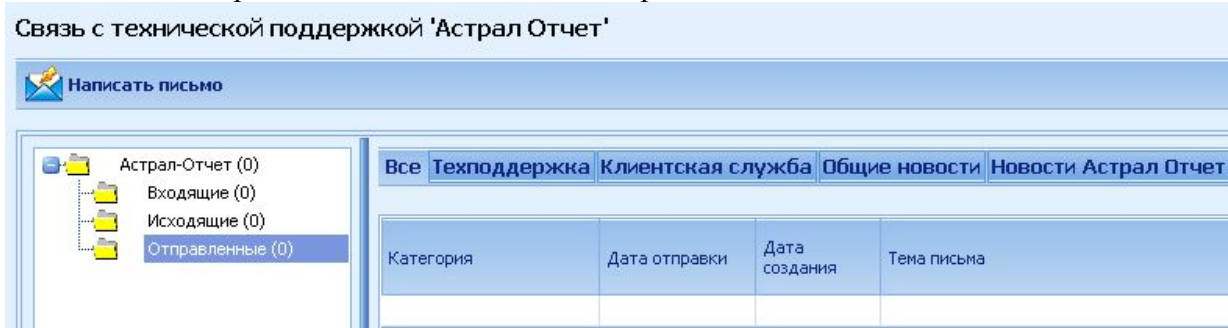 Связь с технической поддержкой 'Астрал Отчет'
Написать письмо
Астрал-Отчет (0)
Входящие (0)
Исходящие (0)
Отправленные (0)
Все Техподдержка Клиентская служба Общие новости Новости Астрал Отчет
Категория
Дата отправки
Дата
создания
Тема письма